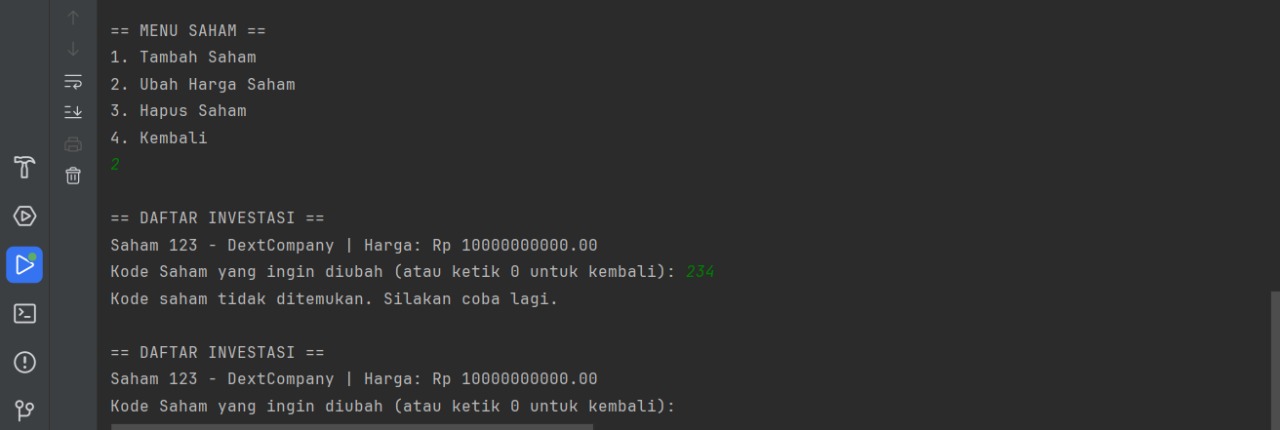 == MENU SAHAM ==
1. Tambah Saham
2. Ubah Harga Saham
3. Hapus Saham
4. Kembali
2
== DAFTAR INVESTASI ==
Saham 123 - DextCompany | Harga: Rp 10000000000.00
Kode Saham yang ingin diubah (atau ketik 0 untuk kembali): 234
Kode saham tidak ditemukan. Silakan coba lagi.
== DAFTAR INVESTASI ==
Saham 123 - DextCompany | Harga: Rp 10000000000.00
Kode Saham yang ingin diubah (atau ketik 0 untuk kembali):